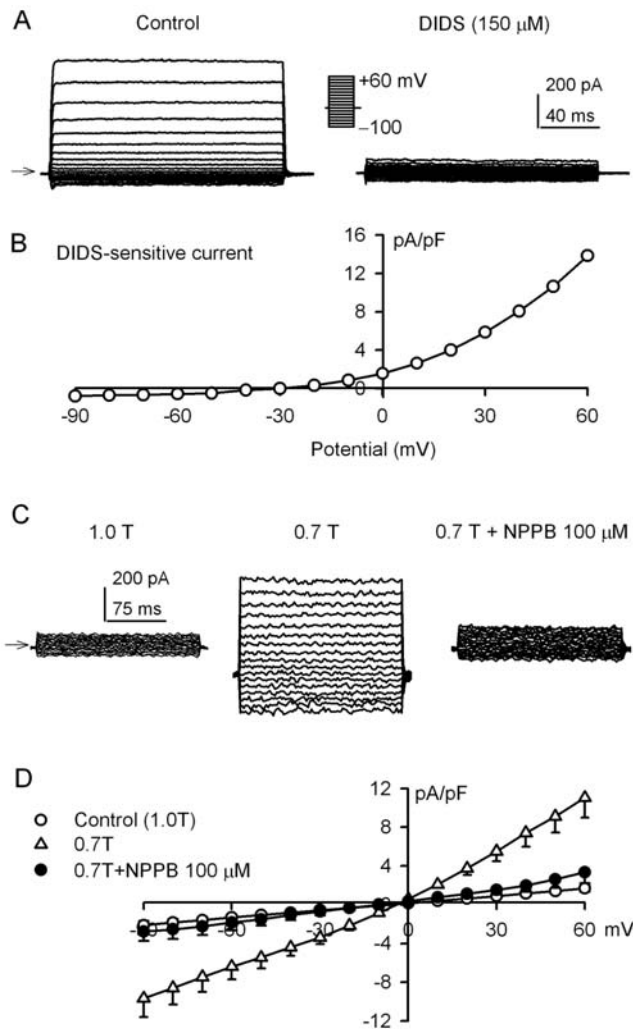 A
Control
DIDS (150 μM)
+60 mV
−100
200 pA
40 ms
B
DIDS-sensitive current
pA/pF
16
12
8
4
0
-90
-60
-30
0
30
60
Potential (mV)
C
1.0 T
0.7 T
0.7 T + NPPB 100 μM
200 pA
75 ms
D
Control (1.0T)
0.7T
0.7T+NPPB 100 μM
pA/pF
12
8
4
0
-4
-8
-12
-60
-30
0
30
60
mV